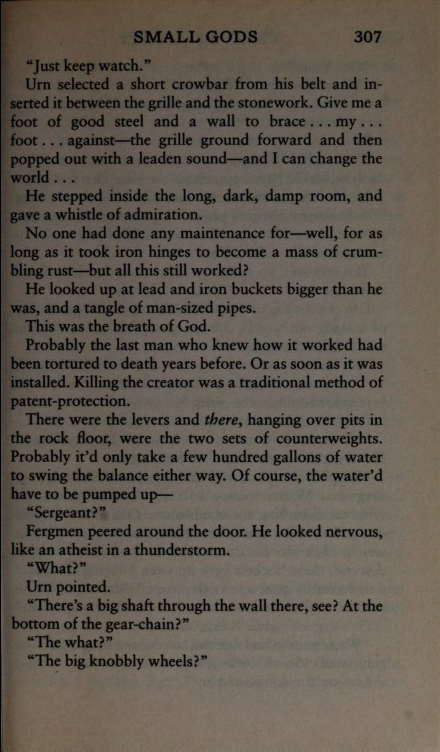 SMALL GODS 307
“Just keep watch.”
Urn selected a short crowbar from his belt and in-
serted it between the grille and the stonework. Give me a
foot of good steel and a wall to brace . . . my . . .
foot . . . against—the grille ground forward and then
popped out with a leaden sound—and I can change the
world . . .
He stepped inside the long, dark, damp room, and
gave a whistle of admiration.
No one had done any maintenance for—well, for as
long as it took iron hinges to become a mass of crum-
bling rust—but all this still worked?
He looked up at lead and iron buckets bigger than he
was, and a tangle of man-sized pipes.
This was the breath of God.
Probably the last man who knew how it worked had
been tortured to death years before. Or as soon as it was
installed. Killing the creator was a traditional method of
patent-protection.
There were the levers and there, hanging over pits in
the rock floor, were the two sets of counterweights.
Probably it’d only take a few hundred gallons of water
to swing the balance either way. Of course, the water’d
have to be pumped up—
“Sergeant?”
Fergmen peered around the door. He looked nervous,
like an atheist in a thunderstorm.
“What?”
Urn pointed.
“There’s a big shaft through the wall there, see? At the
bottom of the gear-chain?”
“The what?”
“The big knobbly wheels?”